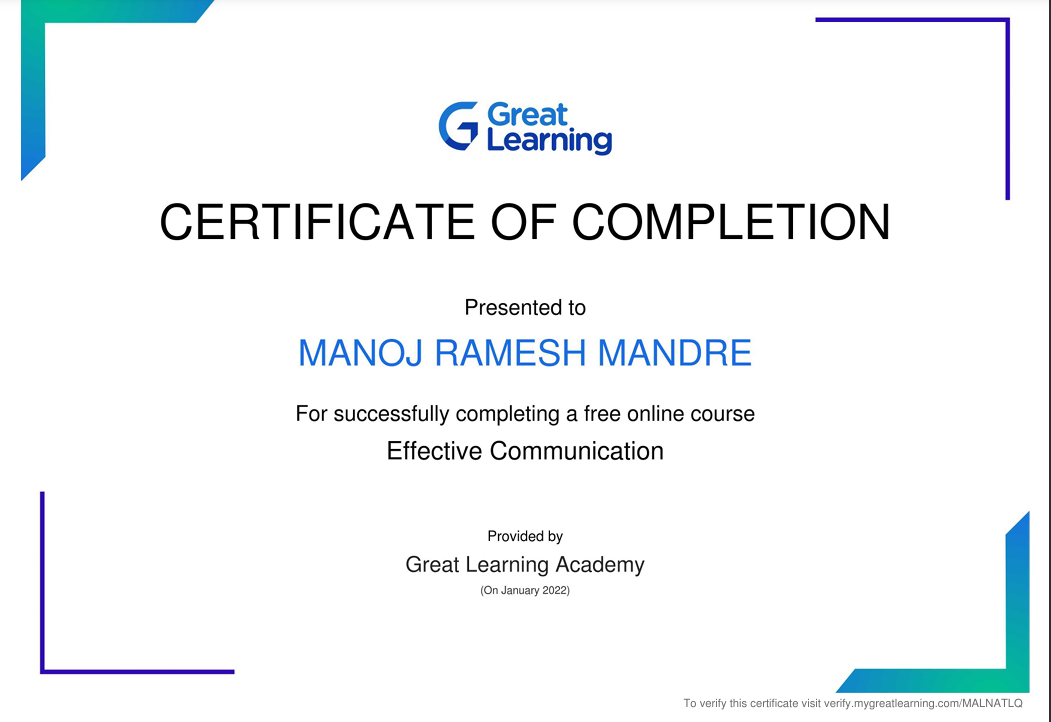 Great
Learning
CERTIFICATE OF COMPLETION
Presented to
MANOJ RAMESH MANDRE
For successfully completing a free online course
Effective Communication
Provided by
Great Learning Academy
(On January 2022)
To verify this certificate visit verify.mygreatlearning.com/MALNATLQ